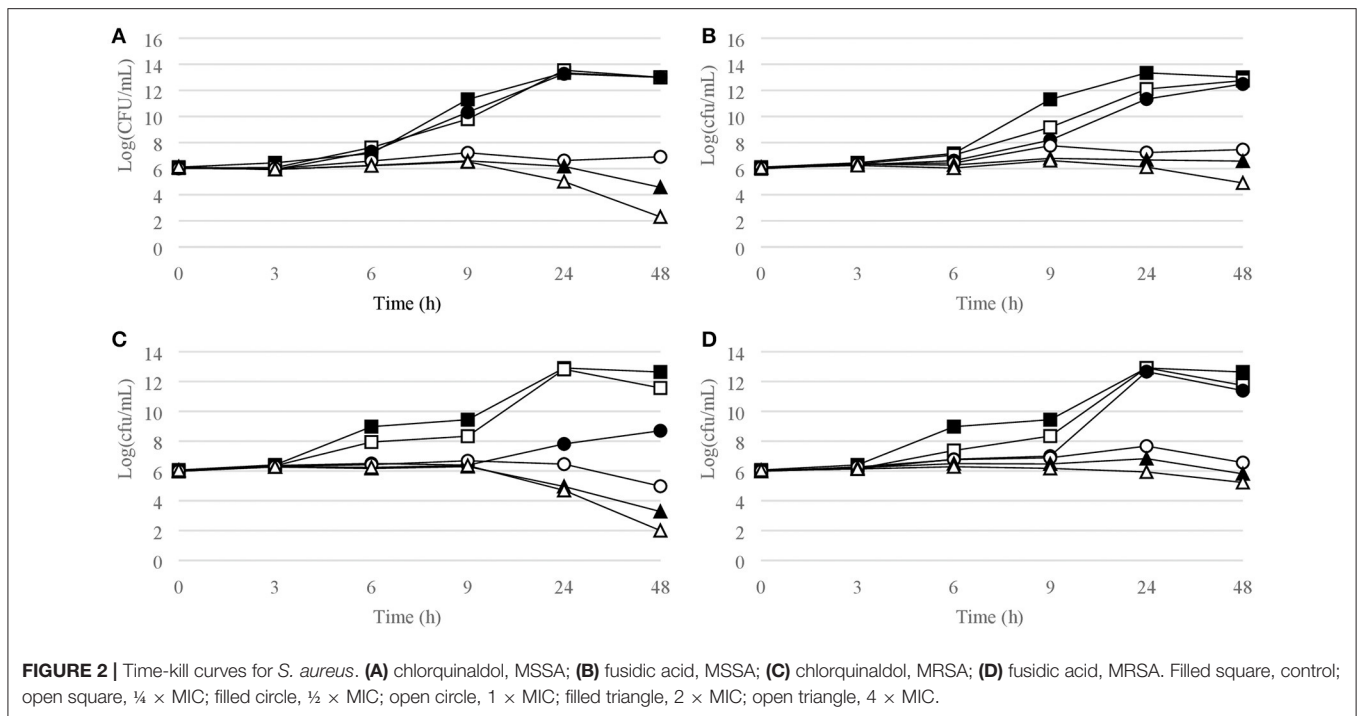 A
16
14
12
10
8
6
4
2
0
Log(CFU/mL)
0 3 6 9 24 48
Time (h)
B
16
14
12
10
8
6
4
2
0
Log(cfu/mL)
0 3 6 9 24 48
Time (h)
C
14
12
10
8
6
4
2
0
Log(cfu/mL)
0 3 6 9 24 48
Time (h)
D
14
12
10
8
6
4
2
0
Log(cfu/mL)
0 3 6 9 24 48
Time (h)
FIGURE 2 | Time-kill curves for S. aureus. (A) chlorquinaldol, MSSA; (B) fusidic acid, MSSA; (C) chlorquinaldol, MRSA; (D) fusidic acid, MRSA. Filled square, control;
open square, ¼ × MIC; filled circle, ½ × MIC; open circle, 1 × MIC; filled triangle, 2 × MIC; open triangle, 4 × MIC.